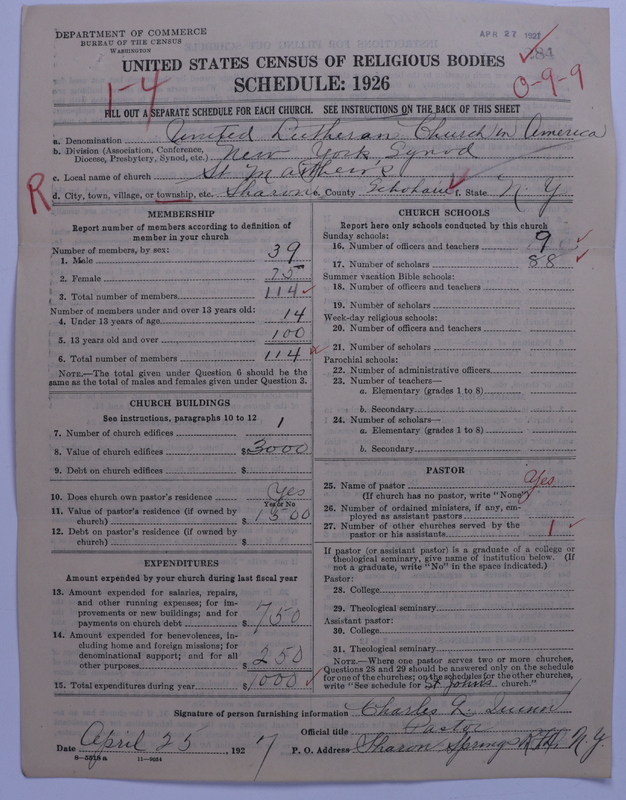 DEPARTMENT OF COMMERCE
BUREAU OF THE CENSUS
WASHINGTON
APR 27 1927
284
UNITED STATES CENSUS OF RELIGIOUS BODIES
SCHEDULE: 1926
1-4
0-9-9
FILL OUT A SEPARATE SCHEDULE FOR EACH CHURCH. SEE INSTRUCTIONS ON THE BACK OF THIS SHEET
a. Denomination United Lutheran Church in America
b. Division (Association, Conference, Diocese, Presbytery, Synod, etc.) New York Synod
c. Local name of church St Matthews
R
d. City, town, village, or township, etc. Sharon e. County Schoharie f. State N. Y
MEMBERSHIP
Report number of members according to definition of
member in your church
Number of members, by sex:
1. Male 39
2. Female 75
3. Total number of members 114
Number of members under and over 13 years old:
4. Under 13 years of age 14
5. 13 years old and over 100
6. Total number of members 114
NOTE.—The total given under Question 6 should be
same as the total of males and females given under Question 3.
CHURCH BUILDINGS
See instructions, paragraphs 10 to 12
7. Number of church edifices 1
8. Value of church edifices $3000
9. Debt on church edifices $
10. Does church own pastor's residence Yes
Yes or No
11. Value of pastor's residence (if owned by
church) $1500
12. Debt on pastor's residence (if owned by
church) $
EXPENDITURES
Amount expended by your church during last fiscal year
13. Amount expended for salaries, repairs,
and other running expenses; for im-
provements or new buildings; and for
payments on church debt $750
14. Amount expended for benevolences, in-
cluding home and foreign missions; for
denominational support; and for all
other purposes $250
15. Total expenditures during year $1000
CHURCH SCHOOLS
Report here only schools conducted by this church
Sunday schools:
16. Number of officers and teachers 9
17. Number of scholars 88
Summer vacation Bible schools:
18. Number of officers and teachers
19. Number of scholars
Week-day religious schools:
20. Number of officers and teachers
21. Number of scholars
Parochial schools:
22. Number of administrative officers
23. Number of teachers—
a. Elementary (grades 1 to 8)
b. Secondary
24. Number of scholars—
a. Elementary (grades 1 to 8)
b. Secondary
PASTOR
25. Name of pastor Yes
(If church has no pastor, write "None")
26. Number of ordained ministers, if any, em-
ployed as assistant pastors
27. Number of other churches served by the
pastor or his assistants 1
If pastor (or assistant pastor) is a graduate of a college or
theological seminary, give name of institution below. (If
not a graduate, write "No" in the space indicated.)
Pastor:
28. College
29. Theological seminary
Assistant pastor:
30. College
31. Theological seminary
NOTE.—Where one pastor serves two or more churches,
Questions 28 and 29 should be answered only on the schedule
for one of the churches; on the schedules for the other churches,
write "See schedule for St Johns church."
Signature of person furnishing information Charles L. Quinn
Official title Pastor
Date April 25, 1927
P. O. Address Sharon Springs N. Y.
8-5518a 11-9034